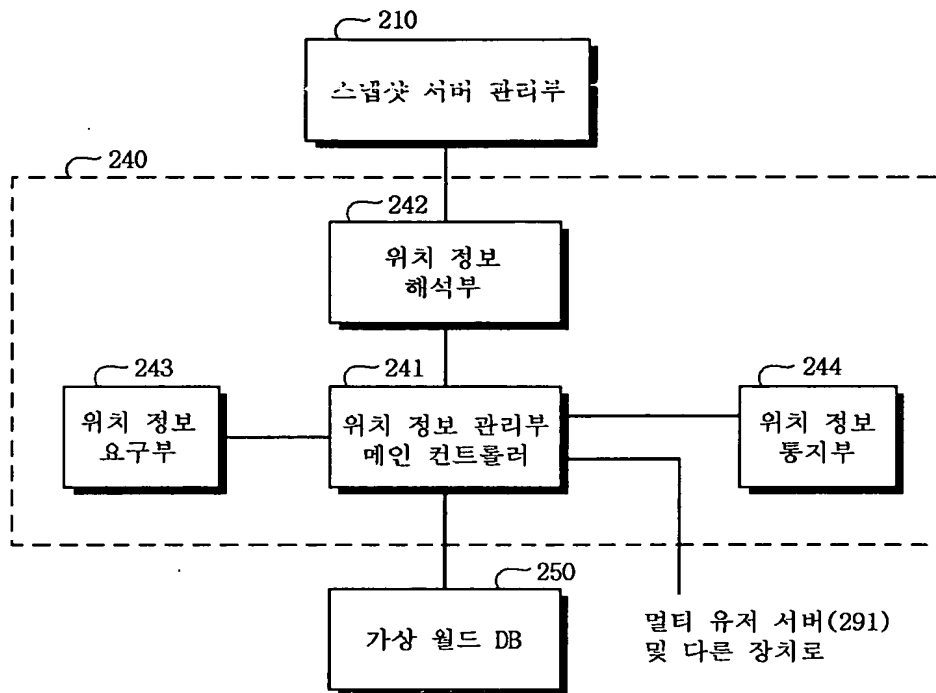 210
스냅샷 서버 관리부
240
242
위치 정보
해석부
243
위치 정보
요구부
241
위치 정보 관리부
메인 컨트롤러
244
위치 정보
통지부
250
가상 월드 DB
멀티 유저 서버(291)
및 다른 장치로